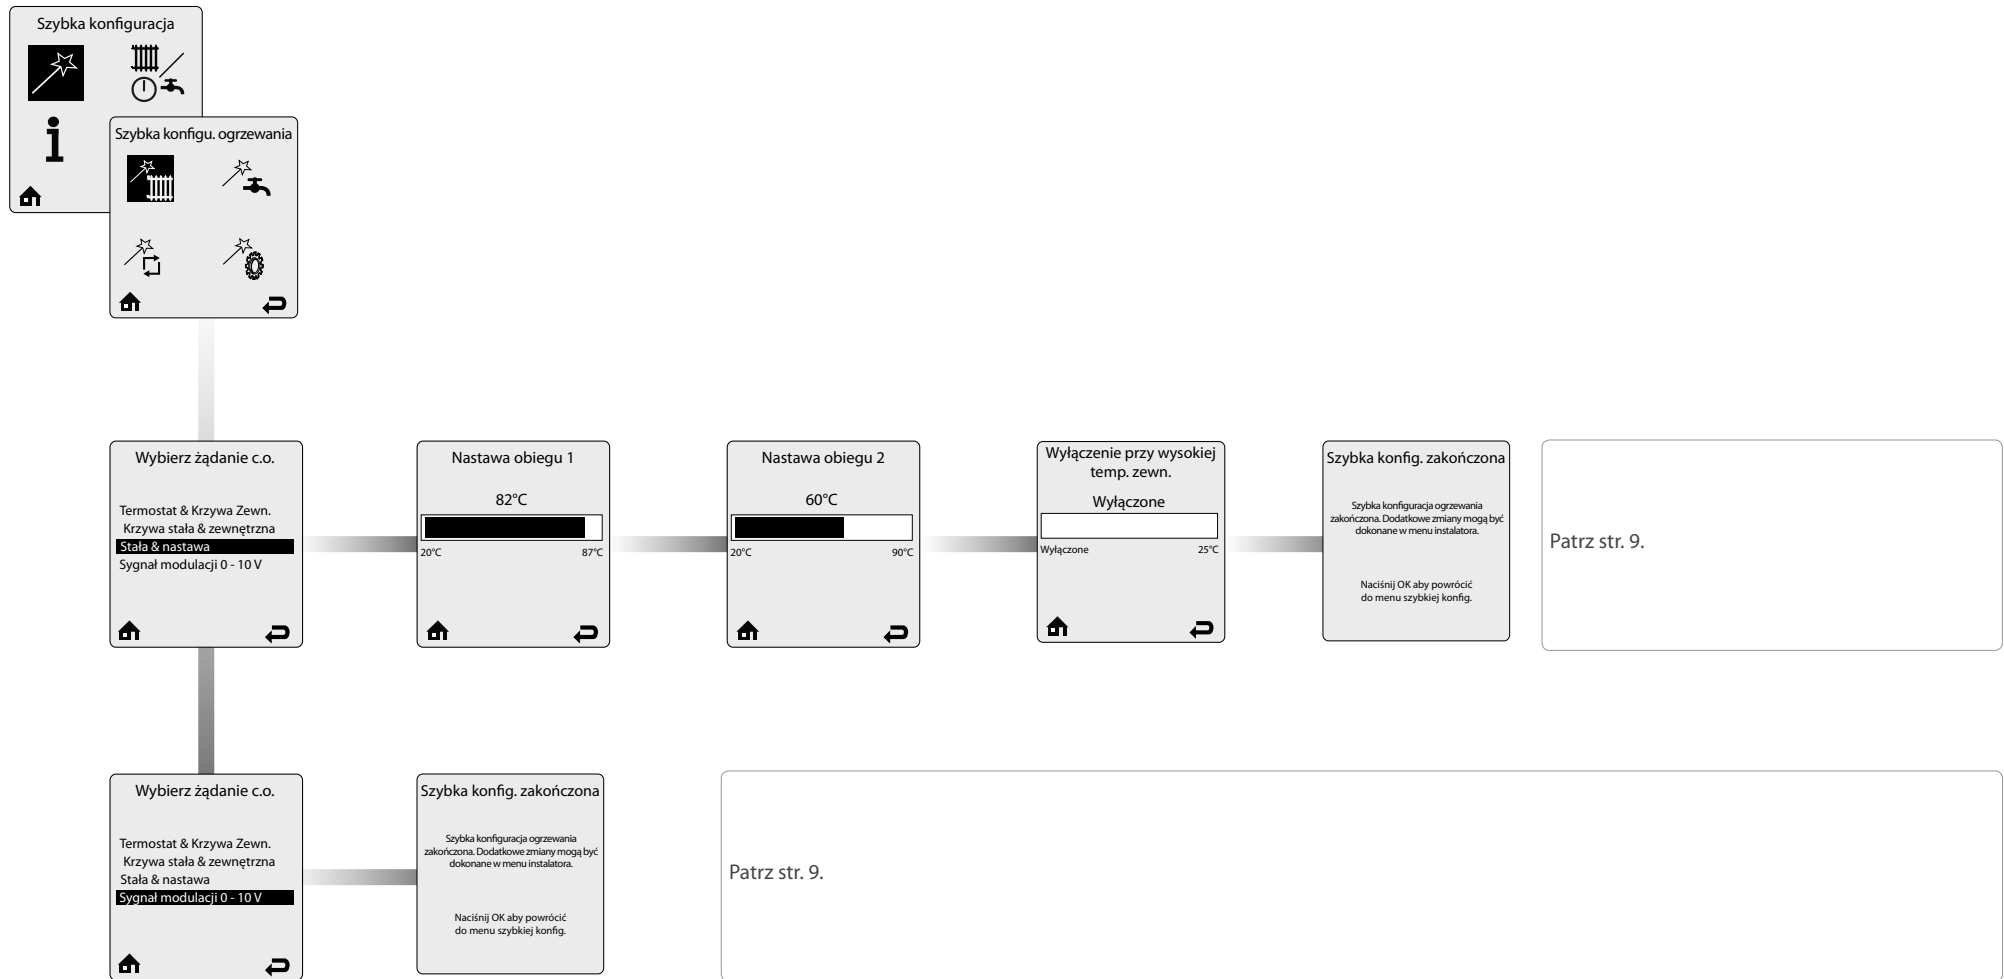 Szybka konfiguracja
Szybka konfigu. ogrzewania
Wybierz żądanie c.o.
Termostat & Krzywa Zewn.
Krzywa stała & zewnętrzna
Stała & nastawa
Sygnał modulacji 0 - 10 V
Nastawa obiegu 1
82°C
20°C
87°C
Nastawa obiegu 2
60°C
20°C
90°C
Wyłączenie przy wysokiej
temp. zewn.
Wyłączone
Wyłączone
25°C
Szybka konfig. zakończona
Szybka konfiguracja ogrzewania
zakończona. Dodatkowe zmiany mogą być
dokonane w menu instalatora.
Naciśnij OK aby powrócić
do menu szybkiej konfig.
Patrz str. 9.
Wybierz żądanie c.o.
Termostat & Krzywa Zewn.
Krzywa stała & zewnętrzna
Stała & nastawa
Sygnał modulacji 0 - 10 V
Szybka konfig. zakończona
Szybka konfiguracja ogrzewania
zakończona. Dodatkowe zmiany mogą być
dokonane w menu instalatora.
Naciśnij OK aby powrócić
do menu szybkiej konfig.
Patrz str. 9.